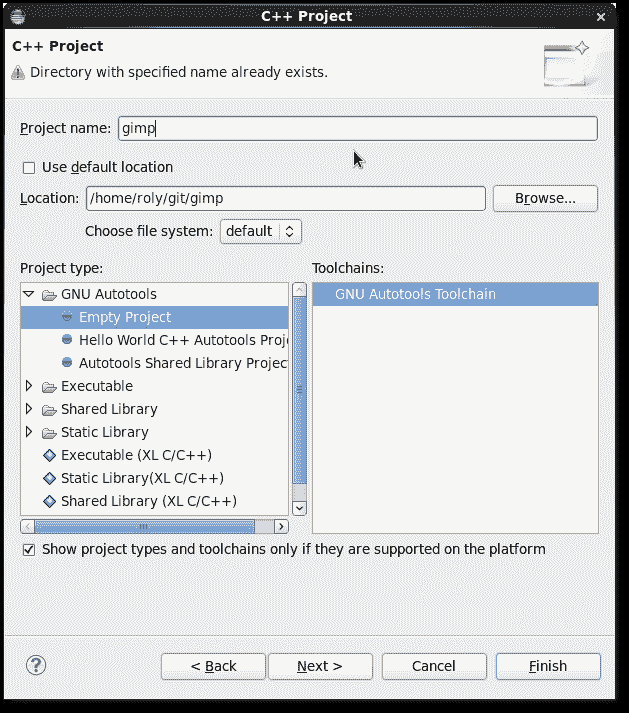 C++ Project
C++ Project
Directory with specified name already exists.
Project name: gimp
Use default location
Location: /home/roly/git/gimp Browse...
Choose file system: default
Project type: Toolchains:
GNU Autotools GNU Autotools Toolchain
Empty Project
Hello World C++ Autotools Proj
Autotools Shared Library Projec
Executable
Shared Library
Static Library
Executable (XL C/C++)
Static Library(XL C/C++)
Shared Library (XL C/C++)
Show project types and toolchains only if they are supported on the platform
? < Back Next > Cancel Finish